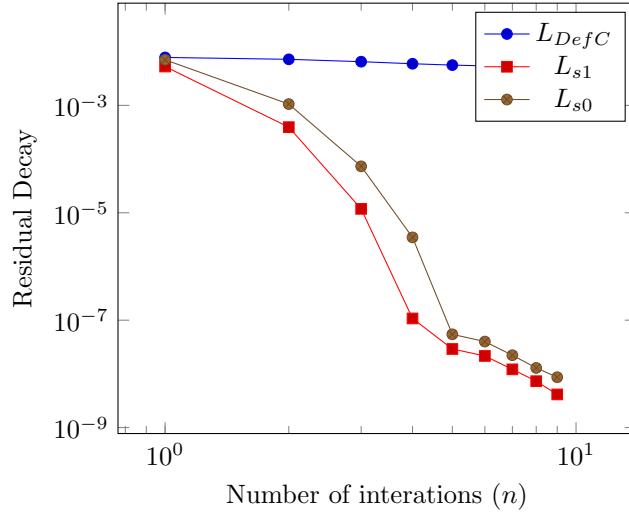 $L_{DefC}$
$L_{s1}$
$L_{s0}$
$10^{-3}$
$10^{-5}$
$10^{-7}$
$10^{-9}$
Residual Decay
$10^{0}$ $10^{1}$
Number of interations ($n$)